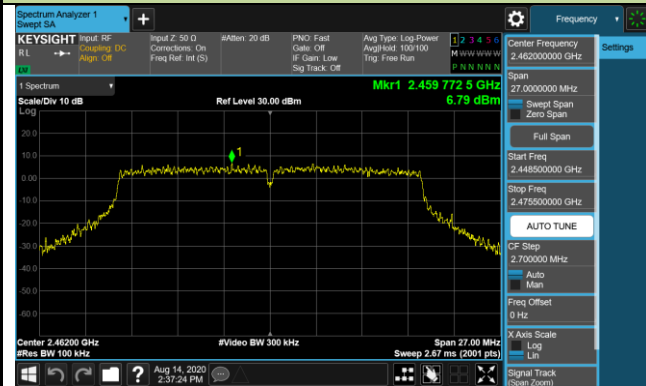 Spectrum Analyzer 1
Swept SA
Frequency
KEYSIGHT
R L
Input: RF
Coupling: DC
Align: Off
Input Z: 50 Ω
Corrections: On
Freq Ref: Int (S)
#Atten: 20 dB
PNO: Fast
Gate: Off
IF Gain: Low
Sig Track: Off
Avg Type: Log-Power
Avg|Hold: 100/100
Trig: Free Run
1 2 3 4 5 6
M W W W W W
P N N N N N
1 Spectrum
Scale/Div 10 dB
Ref Level 30.00 dBm
Mkr1 2.459 772 5 GHz
6.79 dBm
Log
20.0
10.0
0.00
-10.0
-20.0
-30.0
-40.0
-50.0
-60.0
1
Center 2.46200 GHz
#Res BW 100 kHz
#Video BW 300 kHz
Span 27.00 MHz
Sweep 2.67 ms (2001 pts)
Aug 14, 2020
2:37:24 PM
Center Frequency
2.462000000 GHz
Span
27.0000000 MHz
Swept Span
Zero Span
Full Span
Start Freq
2.448500000 GHz
Stop Freq
2.475500000 GHz
AUTO TUNE
CF Step
2.700000 MHz
Auto
Man
Freq Offset
0 Hz
X Axis Scale
Log
Lin
Signal Track
(Span Zoom)
Settings